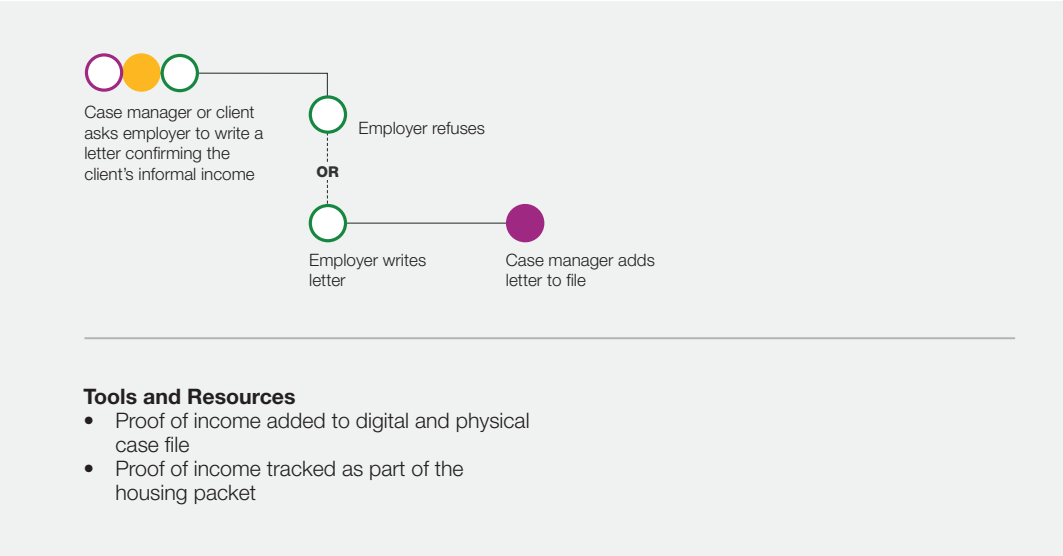 Case manager or client
asks employer to write a
letter confirming the
client's informal income
Employer refuses
OR
Employer writes
letter
Case manager adds
letter to file
Tools and Resources
• Proof of income added to digital and physical
case file
• Proof of income tracked as part of the
housing packet